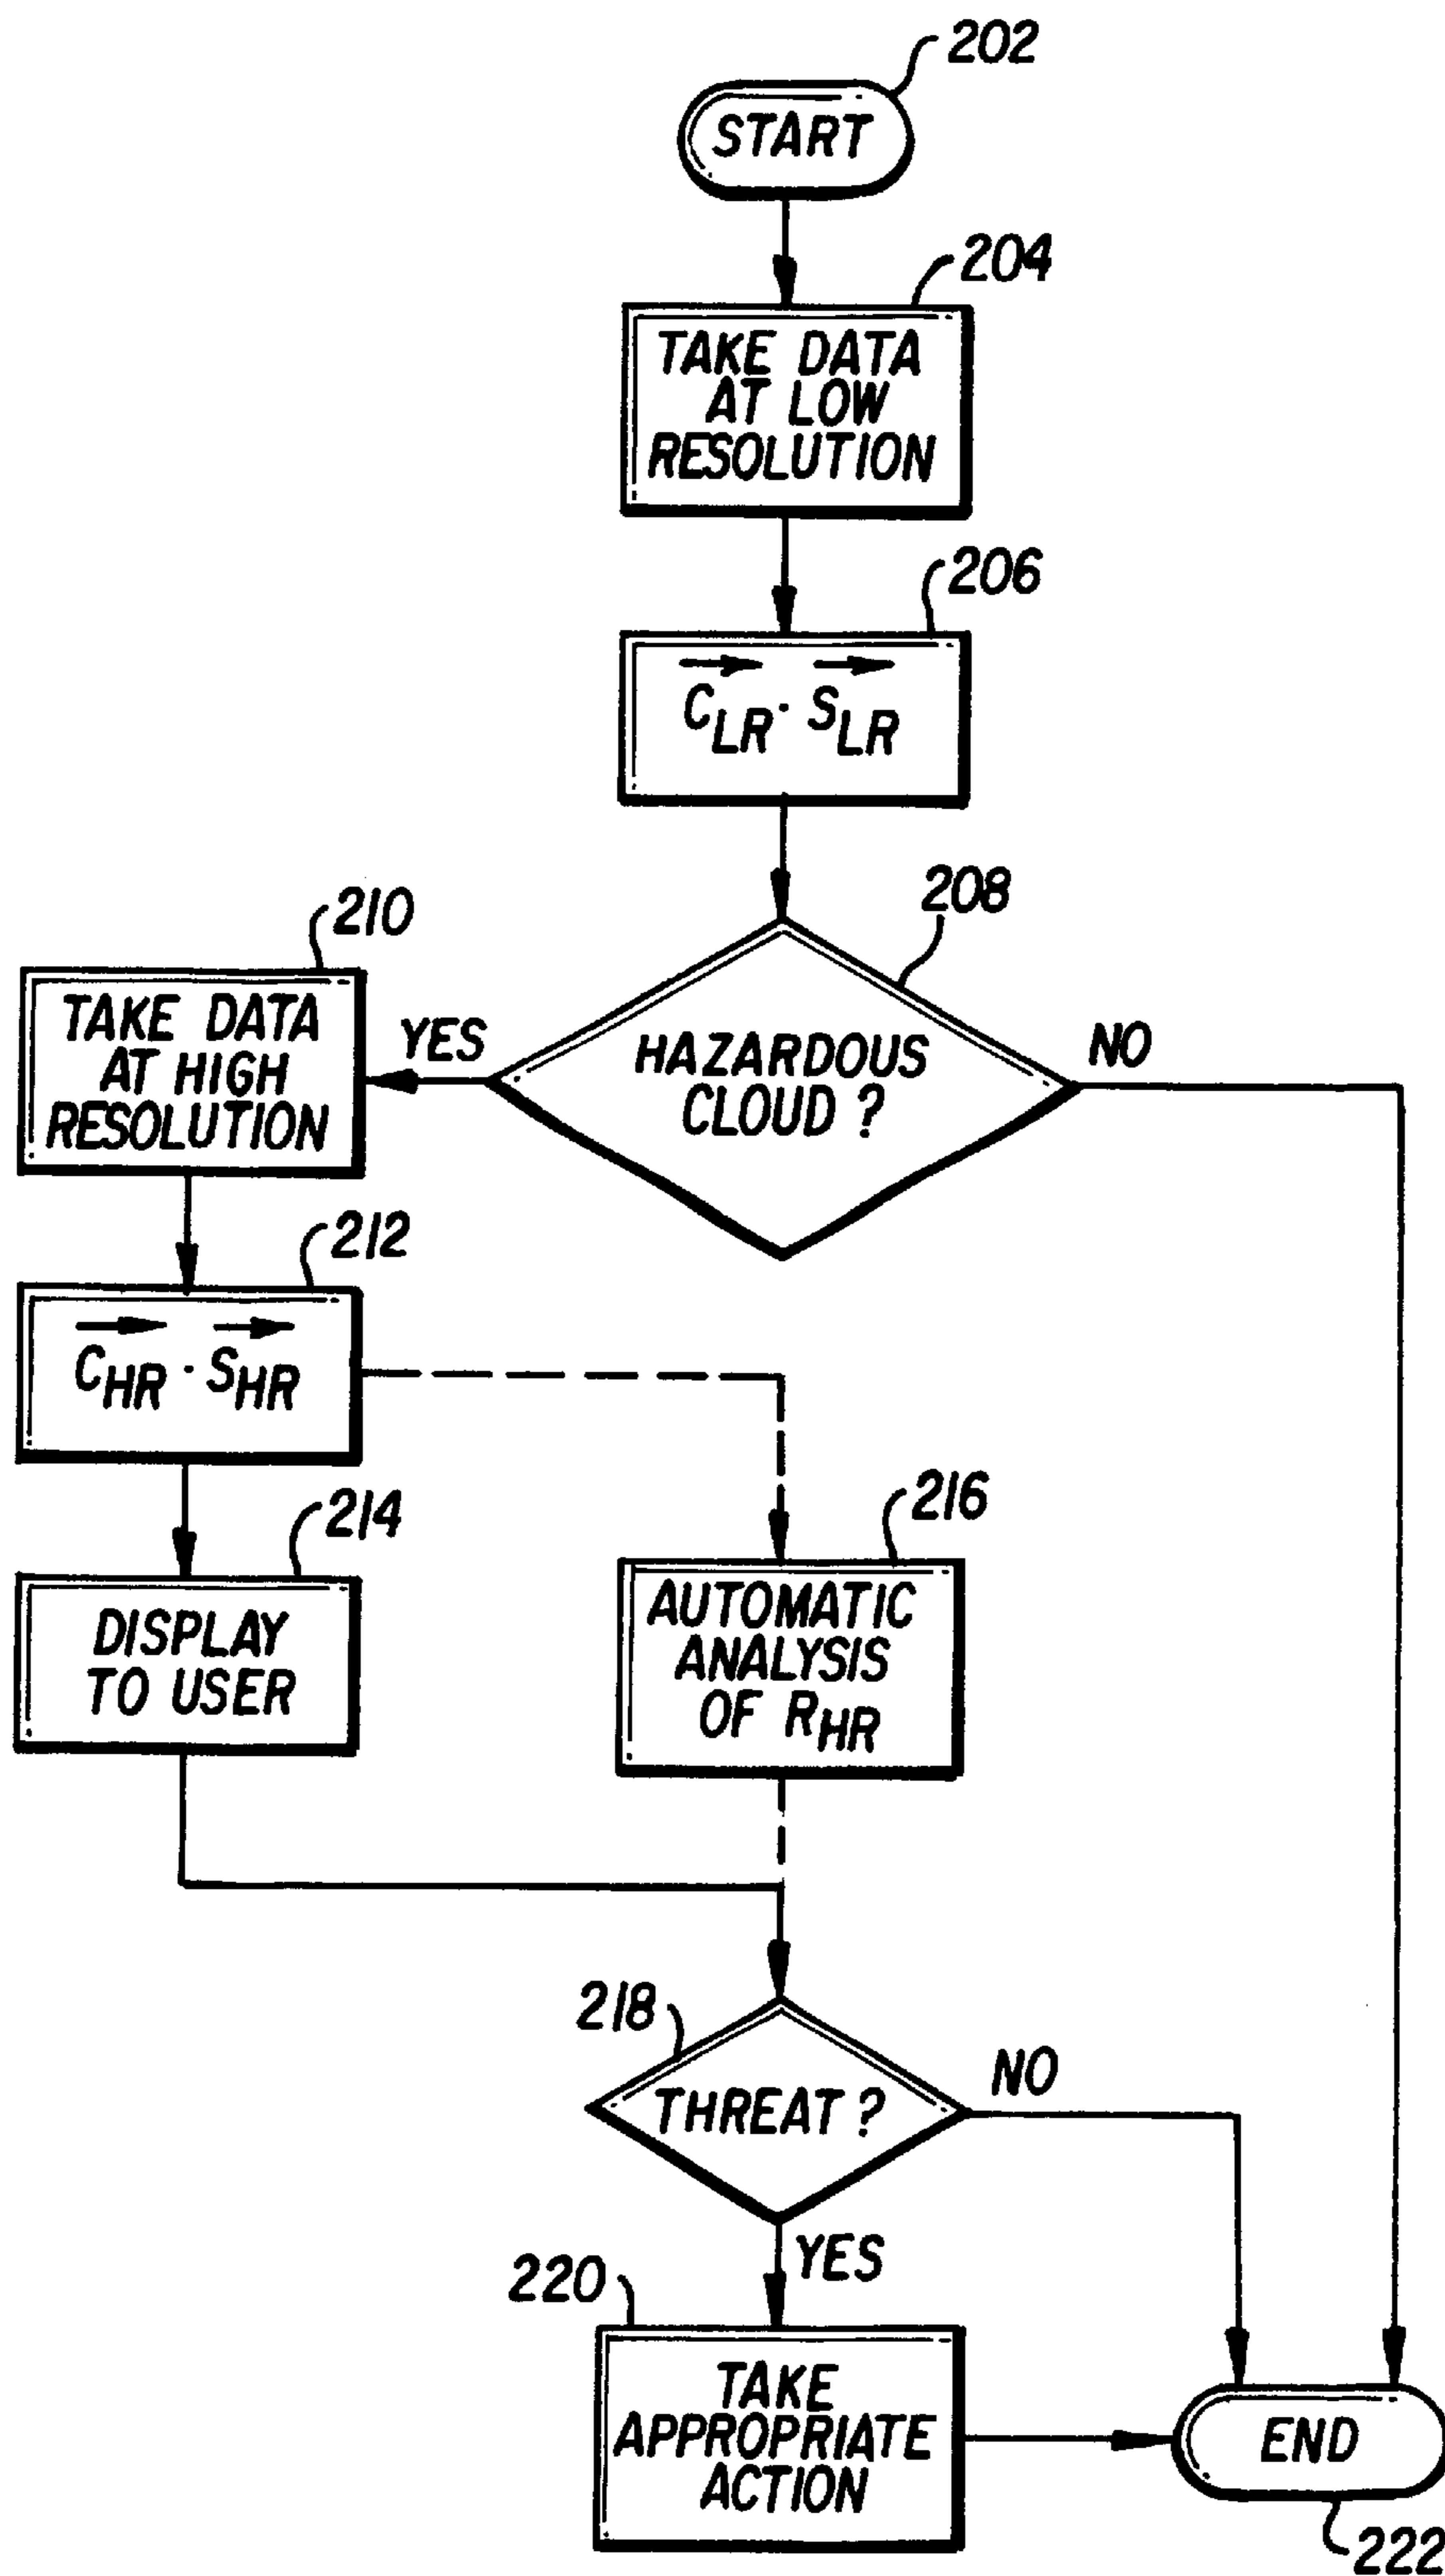 202
START
204
TAKE DATA
AT LOW
RESOLUTION
206
C_LR · S_LR
208
HAZARDOUS
CLOUD ?
YES
NO
210
TAKE DATA
AT HIGH
RESOLUTION
212
C_HR · S_HR
214
DISPLAY
TO USER
216
AUTOMATIC
ANALYSIS
OF R_HR
218
THREAT ?
NO
YES
220
TAKE
APPROPRIATE
ACTION
END
222